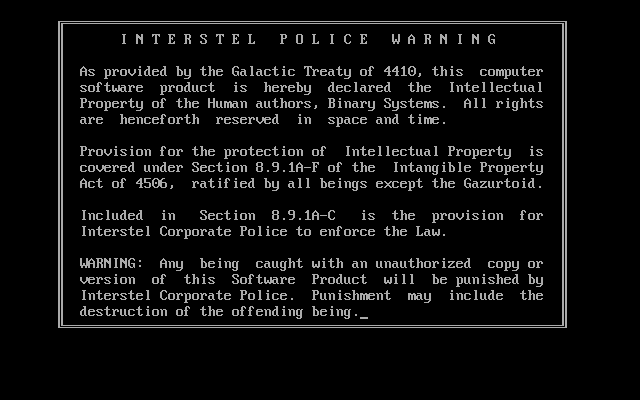 INTERSTEL POLICE WARNING
As provided by the Galactic Treaty of 4410, this computer
software product is hereby declared the Intellectual
Property of the Human authors, Binary Systems. All rights
are henceforth reserved in space and time.
Provision for the protection of Intellectual Property is
covered under Section 8.9.1A-F of the Intangible Property
Act of 4506, ratified by all beings except the Gazurtoid.
Included in Section 8.9.1A-C is the provision for
Interstel Corporate Police to enforce the Law.
WARNING: Any being caught with an unauthorized copy or
version of this Software Product will be punished by
Interstel Corporate Police. Punishment may include the
destruction of the offending being._